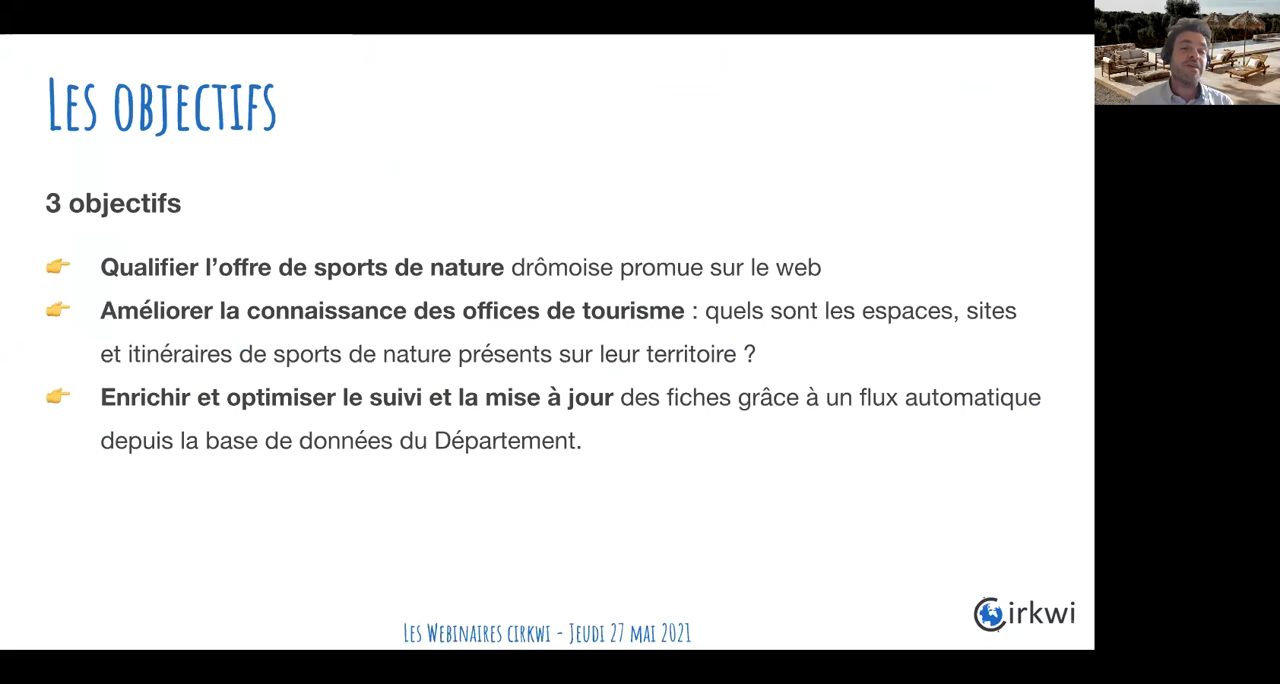 Les objectifs
3 objectifs
👉 Qualifier l’offre de sports de nature drômoise promue sur le web
👉 Améliorer la connaissance des offices de tourisme : quels sont les espaces, sites
et itinéraires de sports de nature présents sur leur territoire ?
👉 Enrichir et optimiser le suivi et la mise à jour des fiches grâce à un flux automatique
depuis la base de données du Département.
Cirkwi
Les Webinaires cirkwi - Jeudi 27 mai 2021